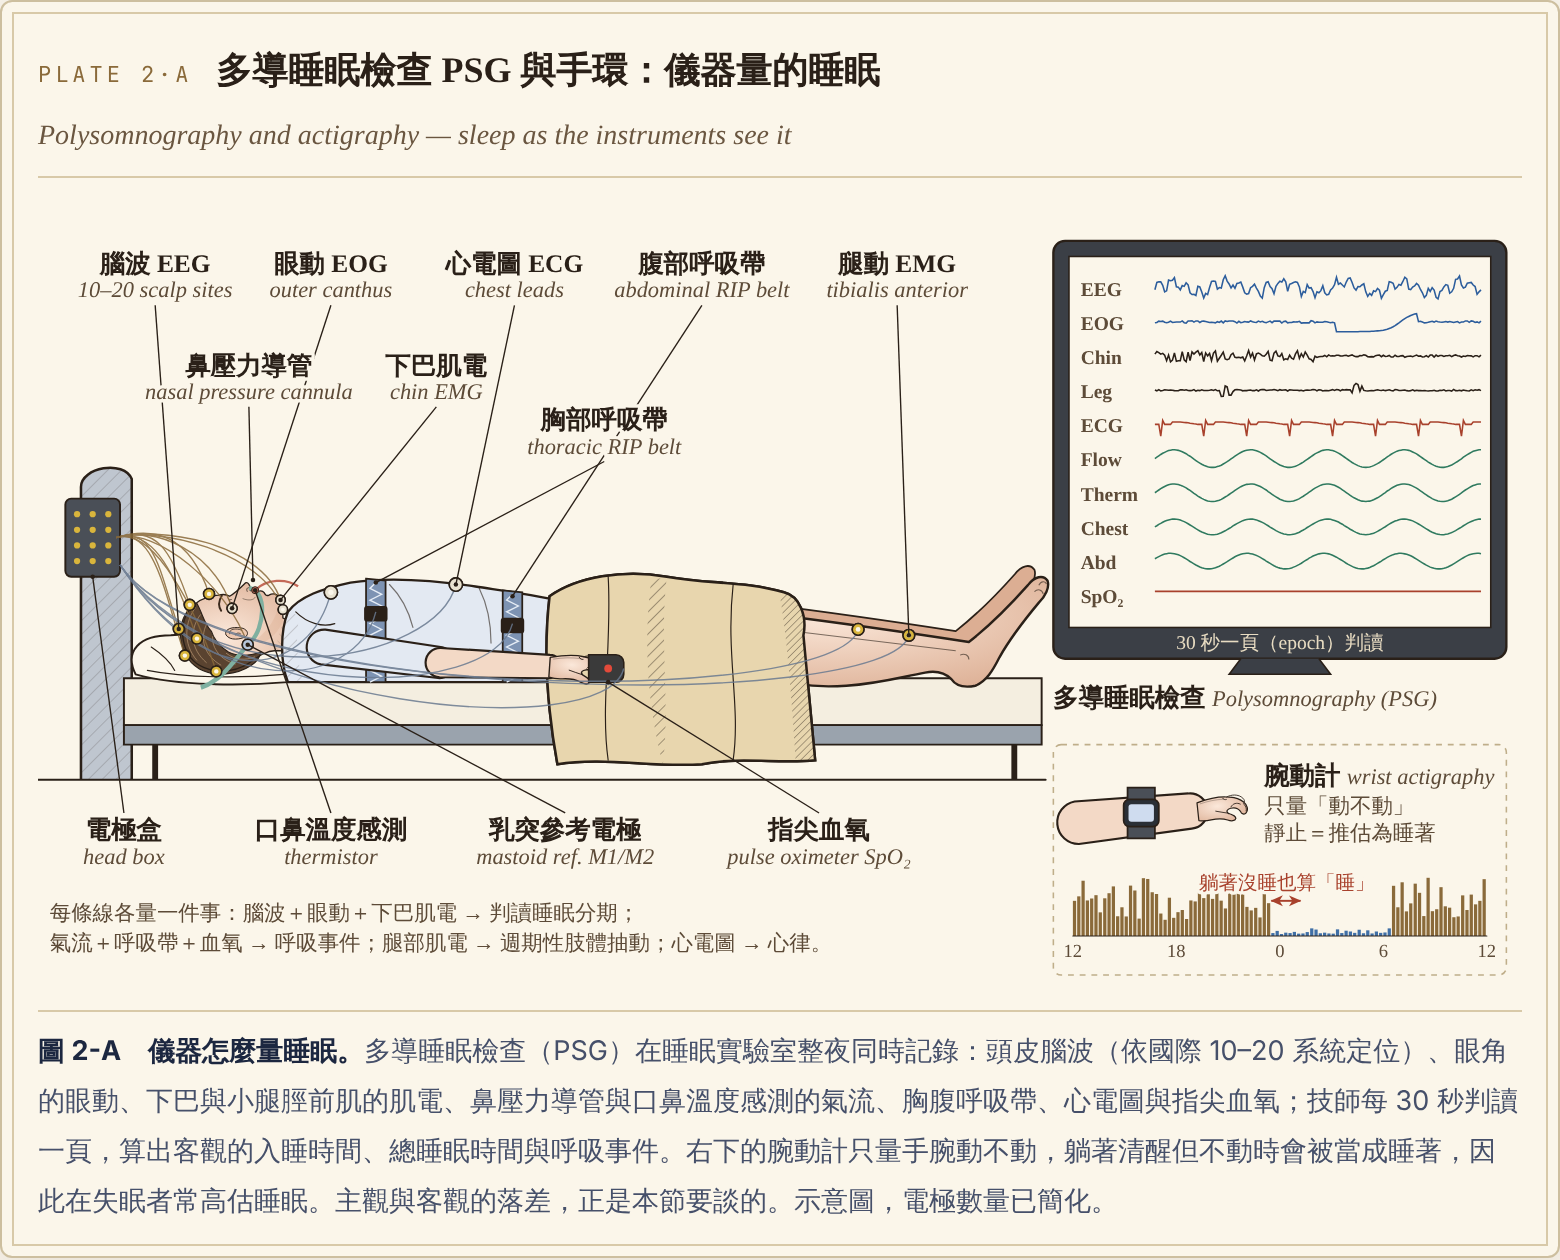 PLATE 2·A 多導睡眠檢查 PSG 與手環：儀器量的睡眠
Polysomnography and actigraphy — sleep as the instruments see it
腦波 EEG
10–20 scalp sites
眼動 EOG
outer canthus
心電圖 ECG
chest leads
腹部呼吸帶
abdominal RIP belt
腿動 EMG
tibialis anterior
鼻壓力導管
nasal pressure cannula
下巴肌電
chin EMG
胸部呼吸帶
thoracic RIP belt
電極盒
head box
口鼻溫度感測
thermistor
乳突參考電極
mastoid ref. M1/M2
指尖血氧
pulse oximeter SpO₂
每條線各量一件事：腦波＋眼動＋下巴肌電 → 判讀睡眠分期；
氣流＋呼吸帶＋血氧 → 呼吸事件；腿部肌電 → 週期性肢體抽動；心電圖 → 心律。
EEG
EOG
Chin
Leg
ECG
Flow
Therm
Chest
Abd
SpO₂
30 秒一頁（epoch）判讀
多導睡眠檢查 Polysomnography (PSG)
腕動計 wrist actigraphy
只量「動不動」
靜止＝推估為睡著
躺著沒睡也算「睡」
12 18 0 6 12
圖 2-A　儀器怎麼量睡眠。多導睡眠檢查（PSG）在睡眠實驗室整夜同時記錄：頭皮腦波（依國際 10–20 系統定位）、眼角
的眼動、下巴與小腿脛前肌的肌電、鼻壓力導管與口鼻溫度感測的氣流、胸腹呼吸帶、心電圖與指尖血氧；技師每 30 秒判讀
一頁，算出客觀的入睡時間、總睡眠時間與呼吸事件。右下的腕動計只量手腕動不動，躺著清醒但不動時會被當成睡著，因
此在失眠者常高估睡眠。主觀與客觀的落差，正是本節要談的。示意圖，電極數量已簡化。